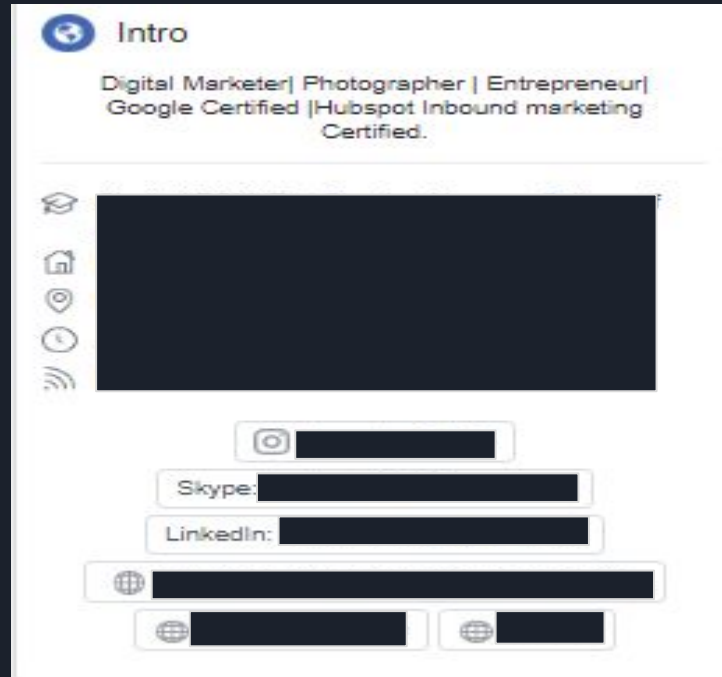 Intro
Digital Marketer| Photographer | Entrepreneur|
Google Certified |Hubspot Inbound marketing
Certified.
Skype:
LinkedIn: